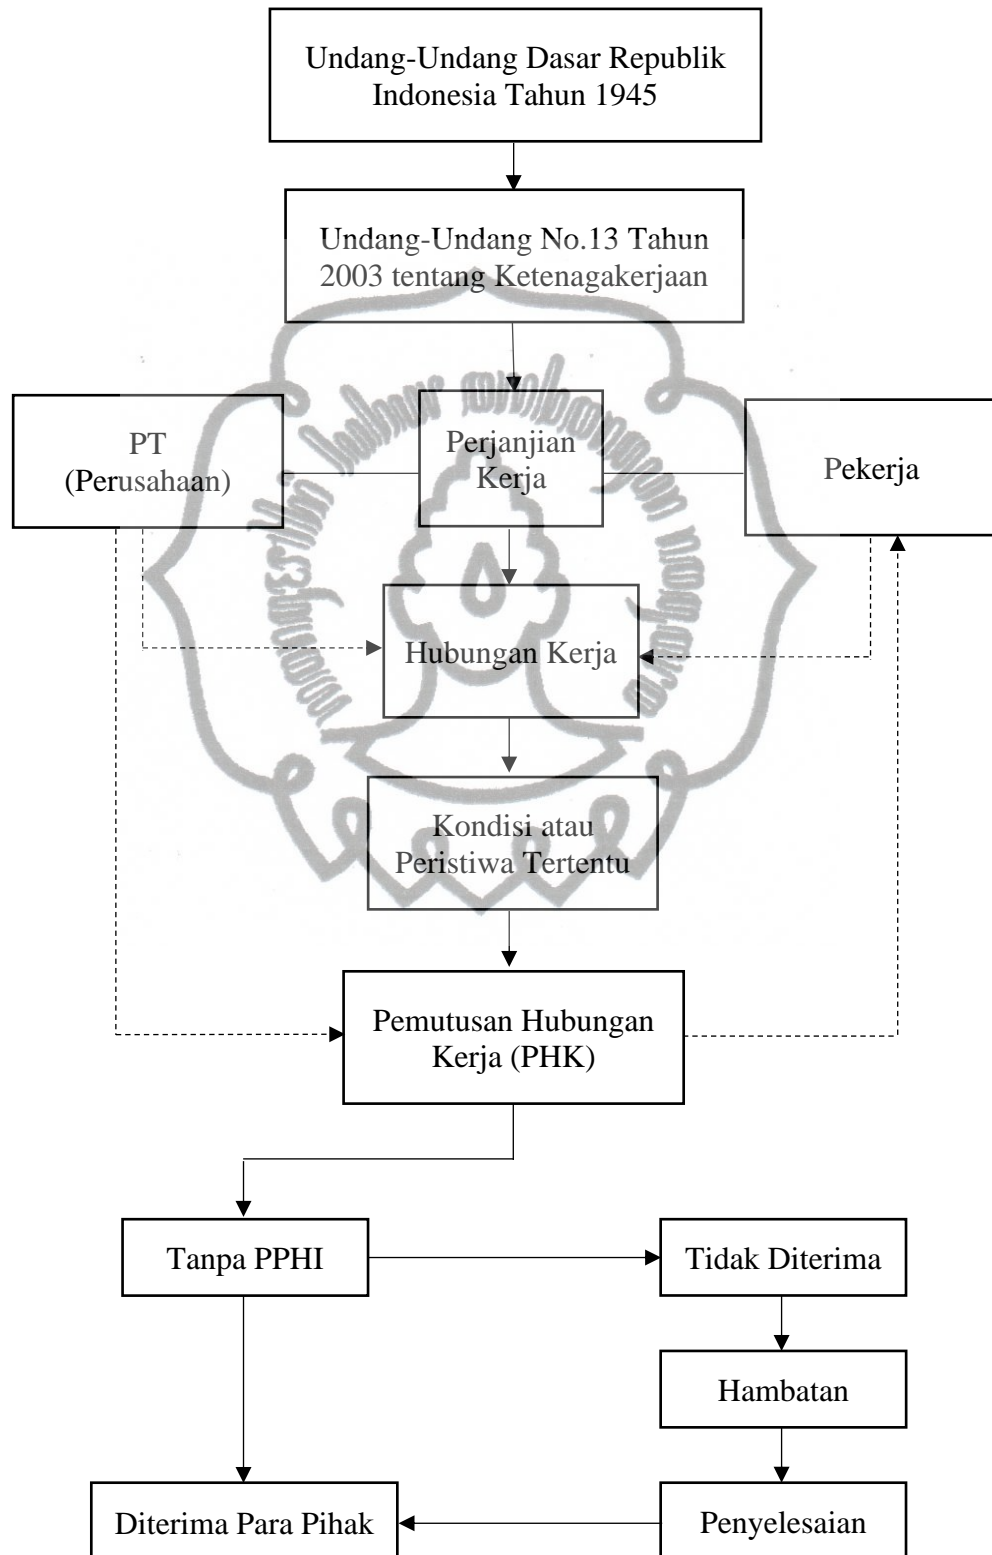 Undang-Undang Dasar Republik
Indonesia Tahun 1945
Undang-Undang No.13 Tahun
2003 tentang Ketenagakerjaan
PT
(Perusahaan)
Perjanjian
Kerja
Pekerja
Hubungan Kerja
Kondisi atau
Peristiwa Tertentu
Pemutusan Hubungan
Kerja (PHK)
Tanpa PPHI
Tidak Diterima
Hambatan
Diterima Para Pihak
Penyelesaian